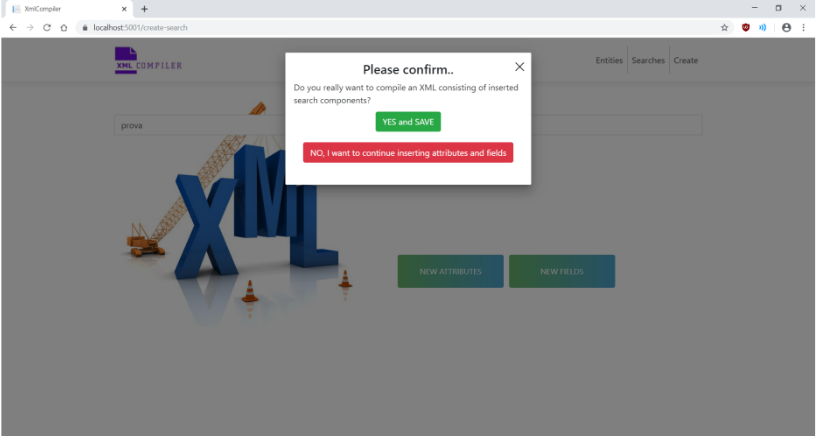 XmlCompiler
localhost:5001/create-search
XML COMPILER
Entities
Searches
Create
Please confirm..
Do you really want to compile an XML consisting of inserted
search components?
YES and SAVE
NO, I want to continue inserting attributes and fields
prova
XML
NEW ATTRIBUTES
NEW FIELDS